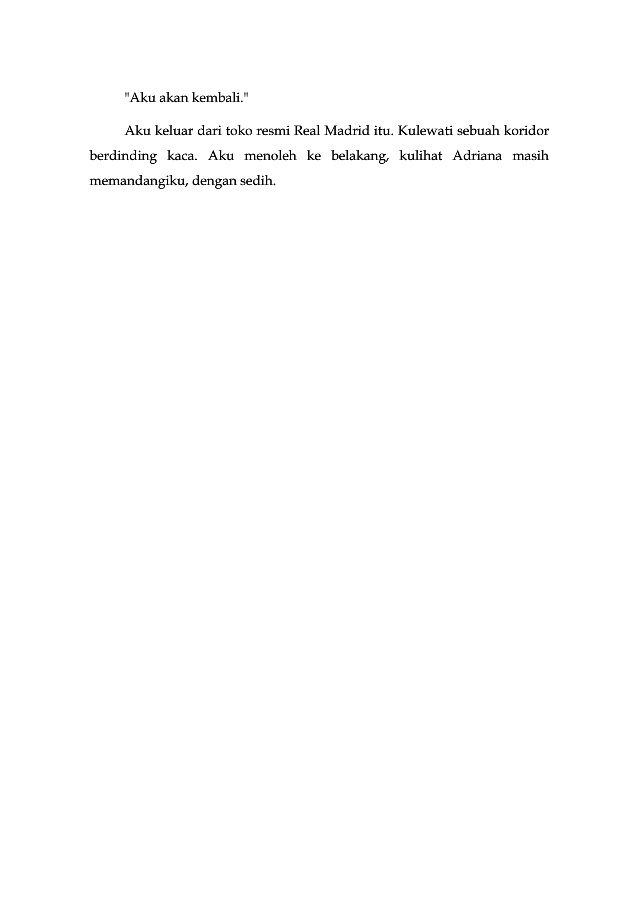 "Aku akan kembali."
Aku keluar dari toko resmi Real Madrid itu. Kulewati sebuah koridor
berdinding kaca. Aku menoleh ke belakang, kulihat Adriana masih
memandangiku, dengan sedih.